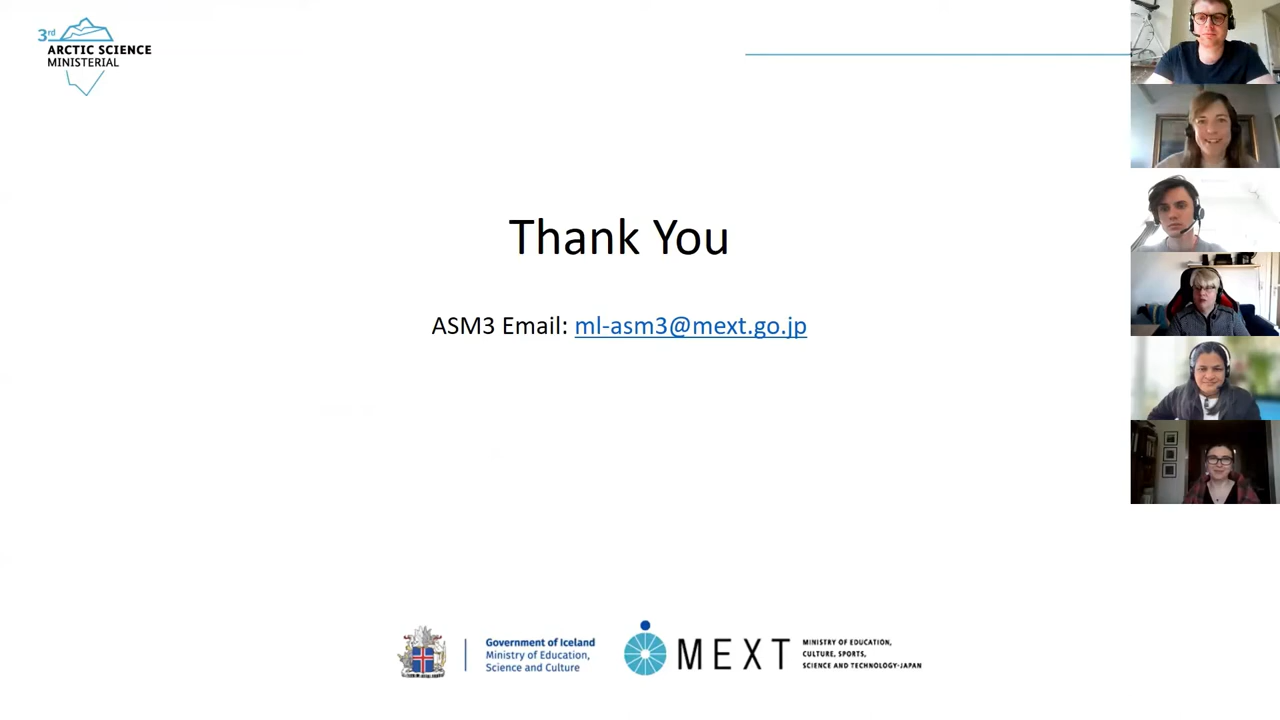 3rd
ARCTIC SCIENCE
MINISTERIAL
Thank You
ASM3 Email: ml-asm3@mext.go.jp
Government of Iceland
Ministry of Education,
Science and Culture
MEXT
MINISTRY OF EDUCATION,
CULTURE, SPORTS,
SCIENCE AND TECHNOLOGY-JAPAN